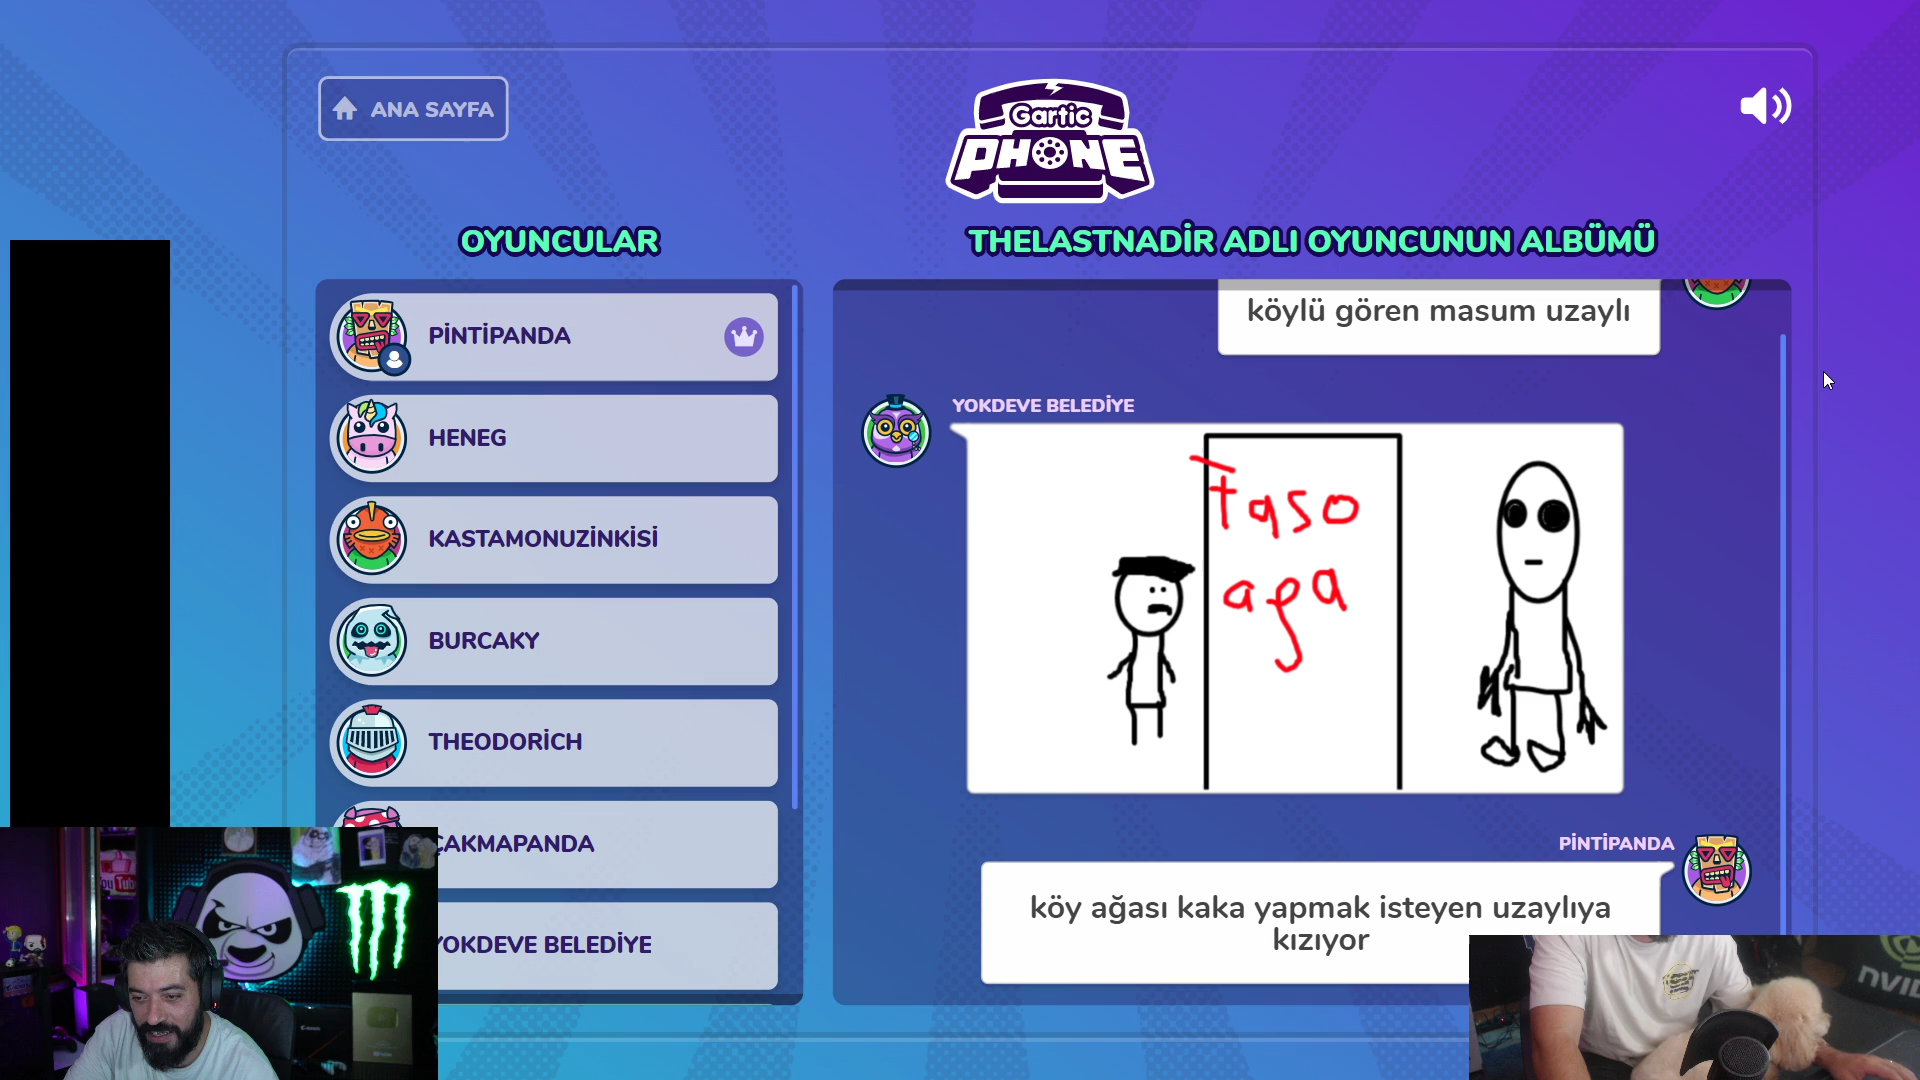 ANA SAYFA
Gartic
PHONE
OYUNCULAR
THELASTNADİR ADLI OYUNCUNUN ALBÜMÜ
PİNTİPANDA
HENEG
KASTAMONUZİNKİSİ
BURCAKY
THEODORİCH
ÇAKMAPANDA
YOKDEVE BELEDİYE
köylü gören masum uzaylı
YOKDEVE BELEDİYE
Taso
aga
PİNTİPANDA
köy ağası kaka yapmak isteyen uzaylıya
kızıyor